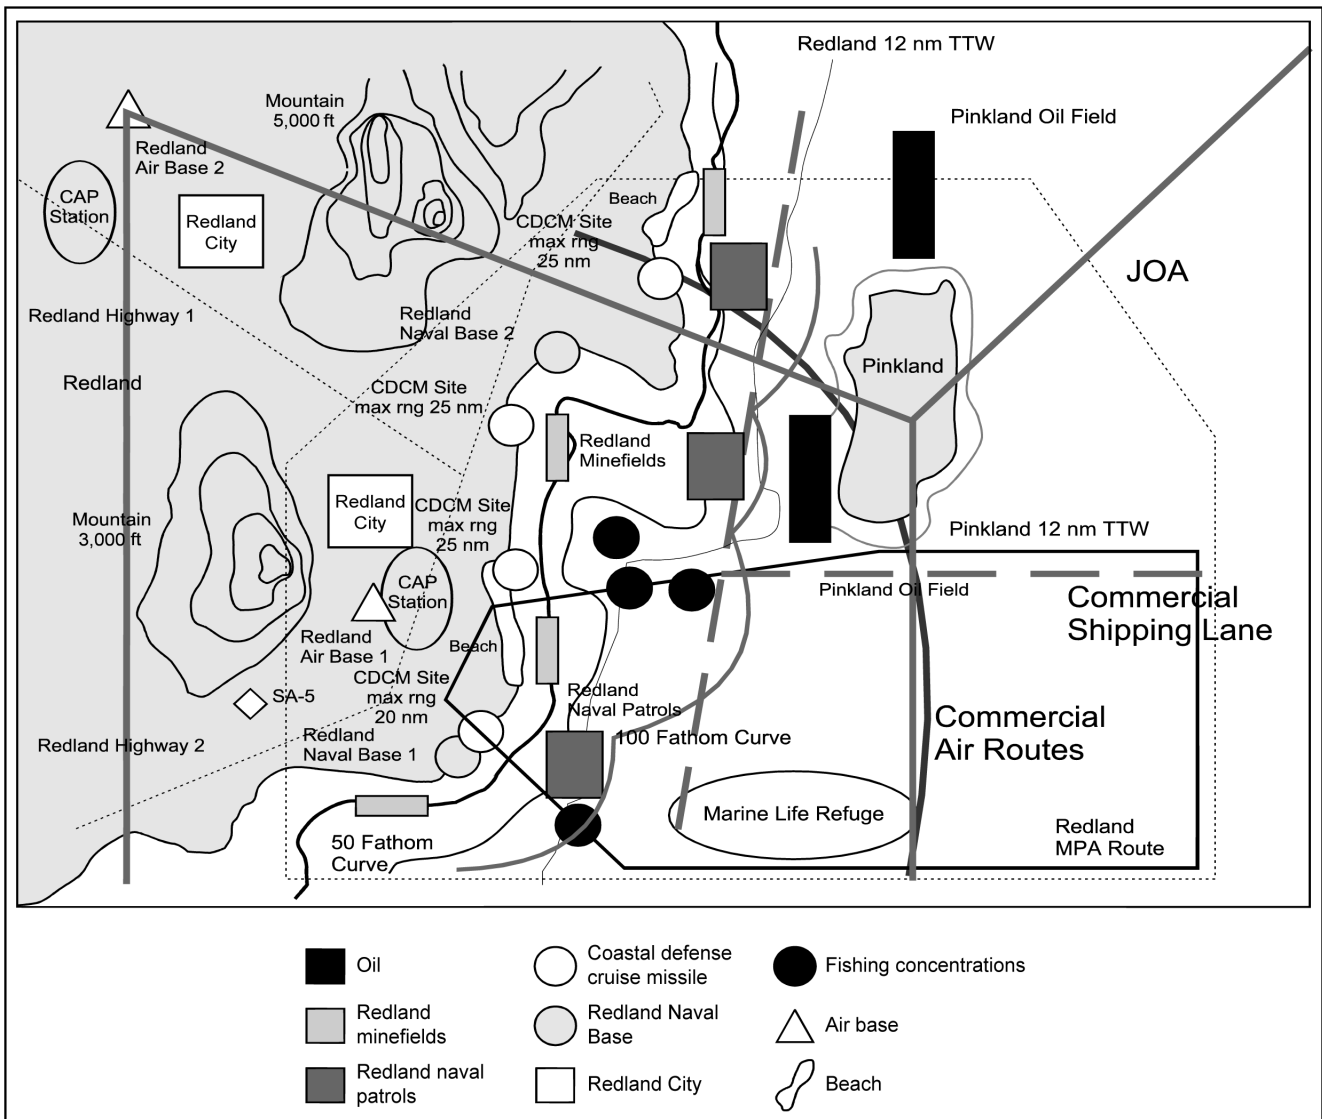 Redland 12 nm TTW
Mountain
5,000 ft
Pinkland Oil Field
Redland
Air Base 2
CAP
Station
Redland
City
Beach
CDCM Site
max rng
25 nm
JOA
Redland Highway 1
Redland
Naval Base 2
Redland
Pinkland
CDCM Site
max rng 25 nm
Redland
Minefields
Mountain
3,000 ft
Redland
City
CDCM Site
max rng
25 nm
Pinkland 12 nm TTW
CAP
Station
Pinkland Oil Field
Commercial
Shipping Lane
Redland
Air Base 1
Beach
CDCM Site
max rng
20 nm
SA-5
Redland
Naval Patrols
Redland Highway 2
Redland
Naval Base 1
100 Fathom Curve
Commercial
Air Routes
Marine Life Refuge
50 Fathom
Curve
Redland
MPA Route
Oil
Coastal defense
cruise missile
Fishing concentrations
Redland
minefields
Redland Naval
Base
Air base
Redland naval
patrols
Redland City
Beach